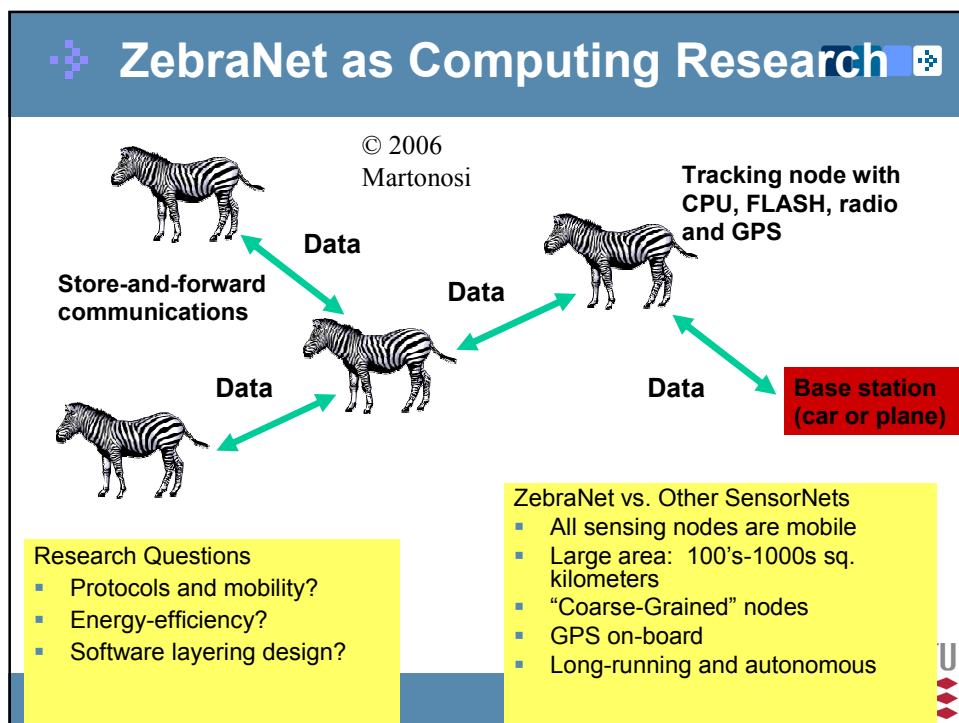 ZebraNet as Computing Research
© 2006
Martonosi
Tracking node with
CPU, FLASH, radio
and GPS
Data
Store-and-forward
communications
Data
Data
Data
Base station
(car or plane)
ZebraNet vs. Other SensorNets
▪ All sensing nodes are mobile
▪ Large area: 100's-1000s sq.
kilometers
▪ “Coarse-Grained” nodes
▪ GPS on-board
▪ Long-running and autonomous
Research Questions
▪ Protocols and mobility?
▪ Energy-efficiency?
▪ Software layering design?